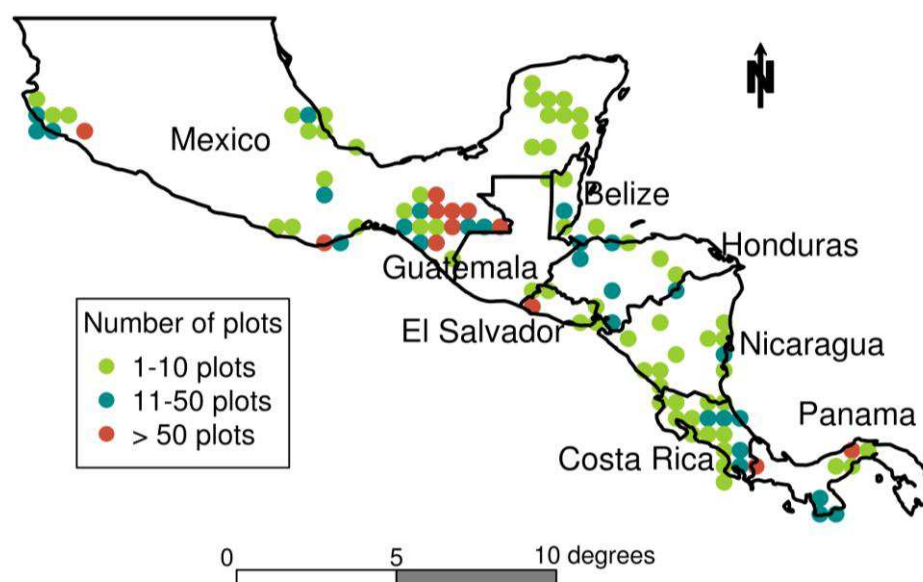 N
Mexico
Belize
Honduras
Guatemala
El Salvador
Nicaragua
Panama
Costa Rica
Number of plots
1-10 plots
11-50 plots
> 50 plots
0 5 10 degrees